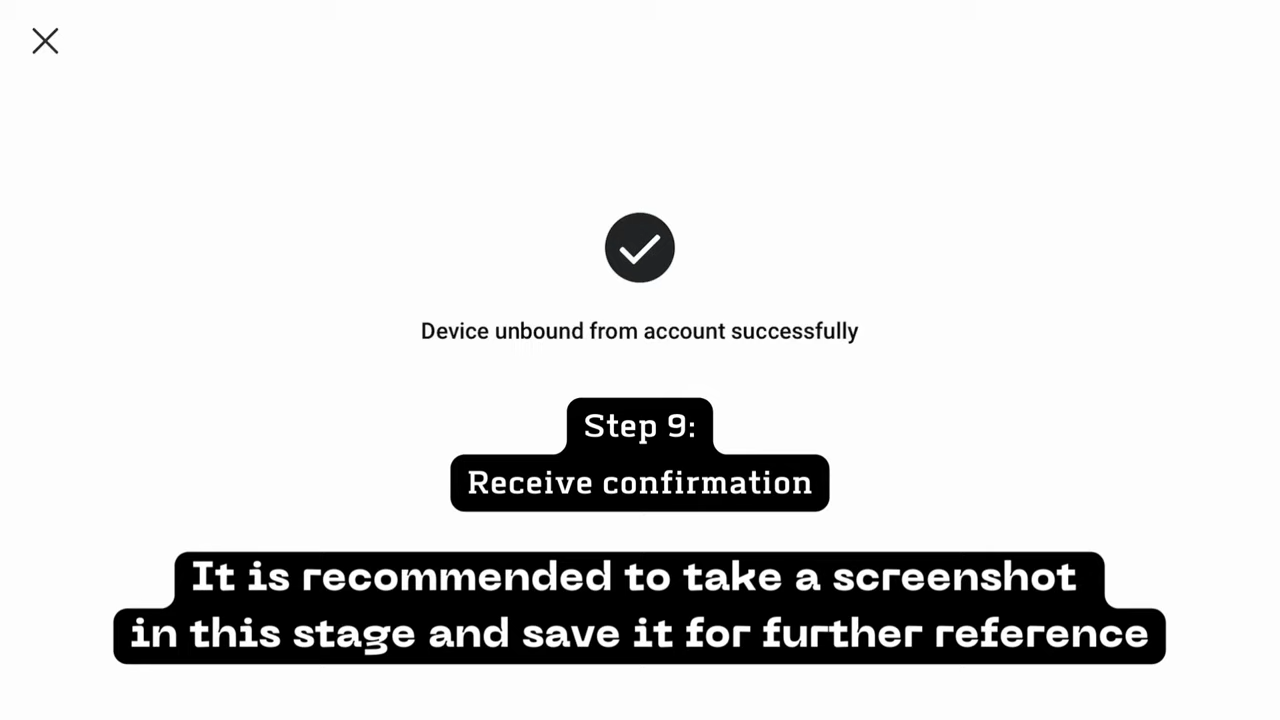 Device unbound from account successfully
Step 9:
Receive confirmation
It is recommended to take a screenshot
in this stage and save it for further reference